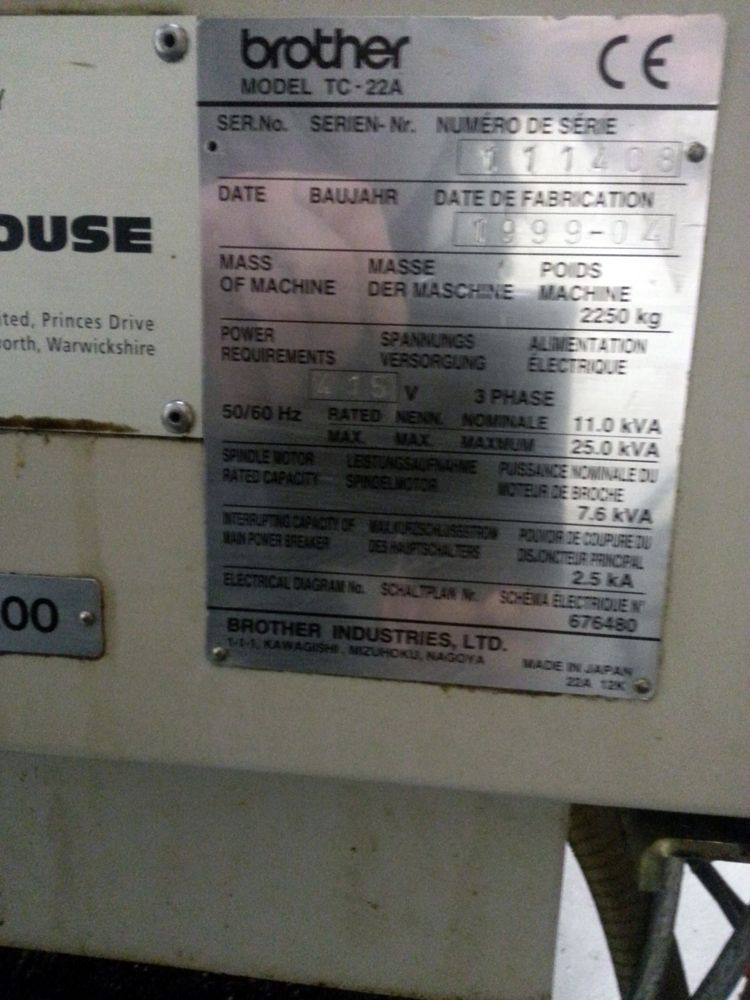 Y
OUSE
ited, Princes Drive
orth, Warwickshire
00
brother
CE
MODEL TC-22A
SER.No. SERIEN-Nr. NUMÉRO DE SÉRIE
111408
DATE BAUJAHR DATE DE FABRICATION
1999-04
MASS MASSE POIDS
OF MACHINE DER MASCHINE MACHINE
2250 kg
POWER SPANNUNGS ALIMENTATION
REQUIREMENTS VERSORGUNG ÉLECTRIQUE
415 V 3 PHASE
50/60 Hz RATED NENN. NOMINALE 11.0 kVA
MAX. MAX. MAXMUM 25.0 kVA
SPINDLE MOTOR LEISTUNGSAUFNAHME PUISSANCE NOMINALE DU
RATED CAPACITY SPINDELMOTOR MOTEUR DE BROCHE
7.6 kVA
INTERRUPTING CAPACITY OF MAX.KURZSCHLUSSSTROM POUVOIR DE COUPURE DU
MAIN POWER BREAKER DES HAUPTSCHALTERS DISJONCTEUR PRINCIPAL
2.5 kA
ELECTRICAL DIAGRAM No. SCHALTPLAN Nr. SCHÉMA ÉLECTRIQUE N°
676480
BROTHER INDUSTRIES, LTD.
1-1-1, KAWAGISHI, MIZUHOKU, NAGOYA
MADE IN JAPAN
22A 12K